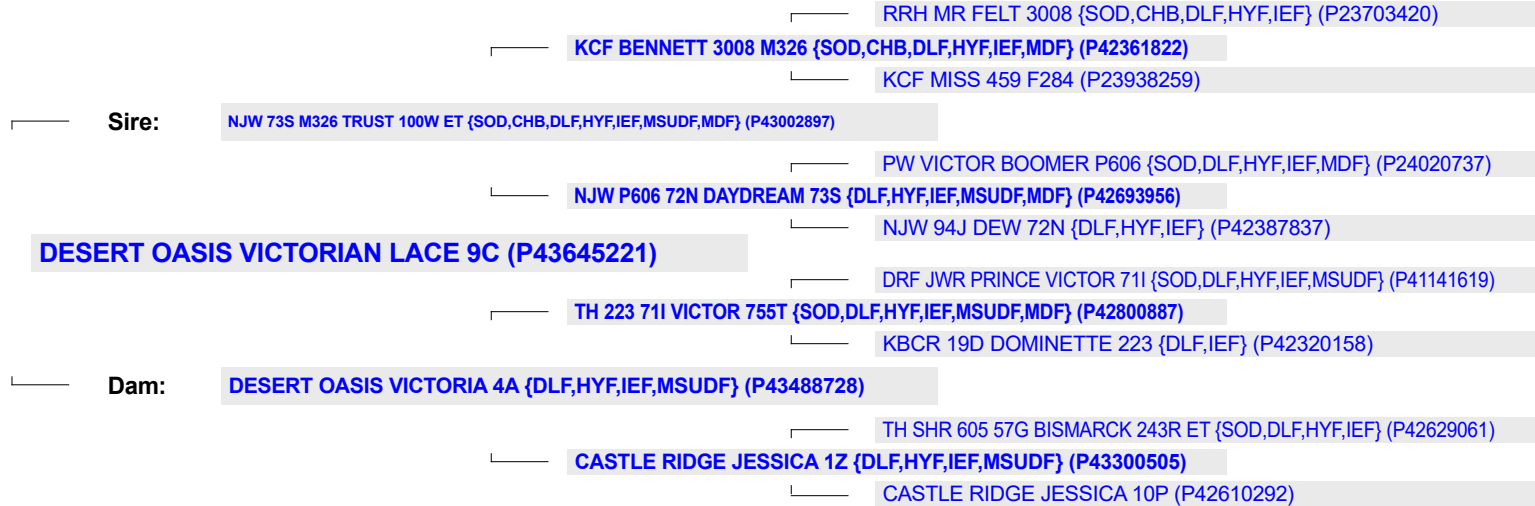 RRH MR FELT 3008 {SOD,CHB,DLF,HYF,IEF} (P23703420)
KCF BENNETT 3008 M326 {SOD,CHB,DLF,HYF,IEF,MDF} (P42361822)
KCF MISS 459 F284 (P23938259)
Sire: NJW 73S M326 TRUST 100W ET {SOD,CHB,DLF,HYF,IEF,MSUDF,MDF} (P43002897)
PW VICTOR BOOMER P606 {SOD,DLF,HYF,IEF,MDF} (P24020737)
NJW P606 72N DAYDREAM 73S {DLF,HYF,IEF,MSUDF,MDF} (P42693956)
NJW 94J DEW 72N {DLF,HYF,IEF} (P42387837)
DESERT OASIS VICTORIAN LACE 9C (P43645221)
DRF JWR PRINCE VICTOR 71I {SOD,DLF,HYF,IEF,MSUDF} (P41141619)
TH 223 71I VICTOR 755T {SOD,DLF,HYF,IEF,MSUDF,MDF} (P42800887)
KBCR 19D DOMINETTE 223 {DLF,IEF} (P42320158)
Dam: DESERT OASIS VICTORIA 4A {DLF,HYF,IEF,MSUDF} (P43488728)
TH SHR 605 57G BISMARCK 243R ET {SOD,DLF,HYF,IEF} (P42629061)
CASTLE RIDGE JESSICA 1Z {DLF,HYF,IEF,MSUDF} (P43300505)
CASTLE RIDGE JESSICA 10P (P42610292)